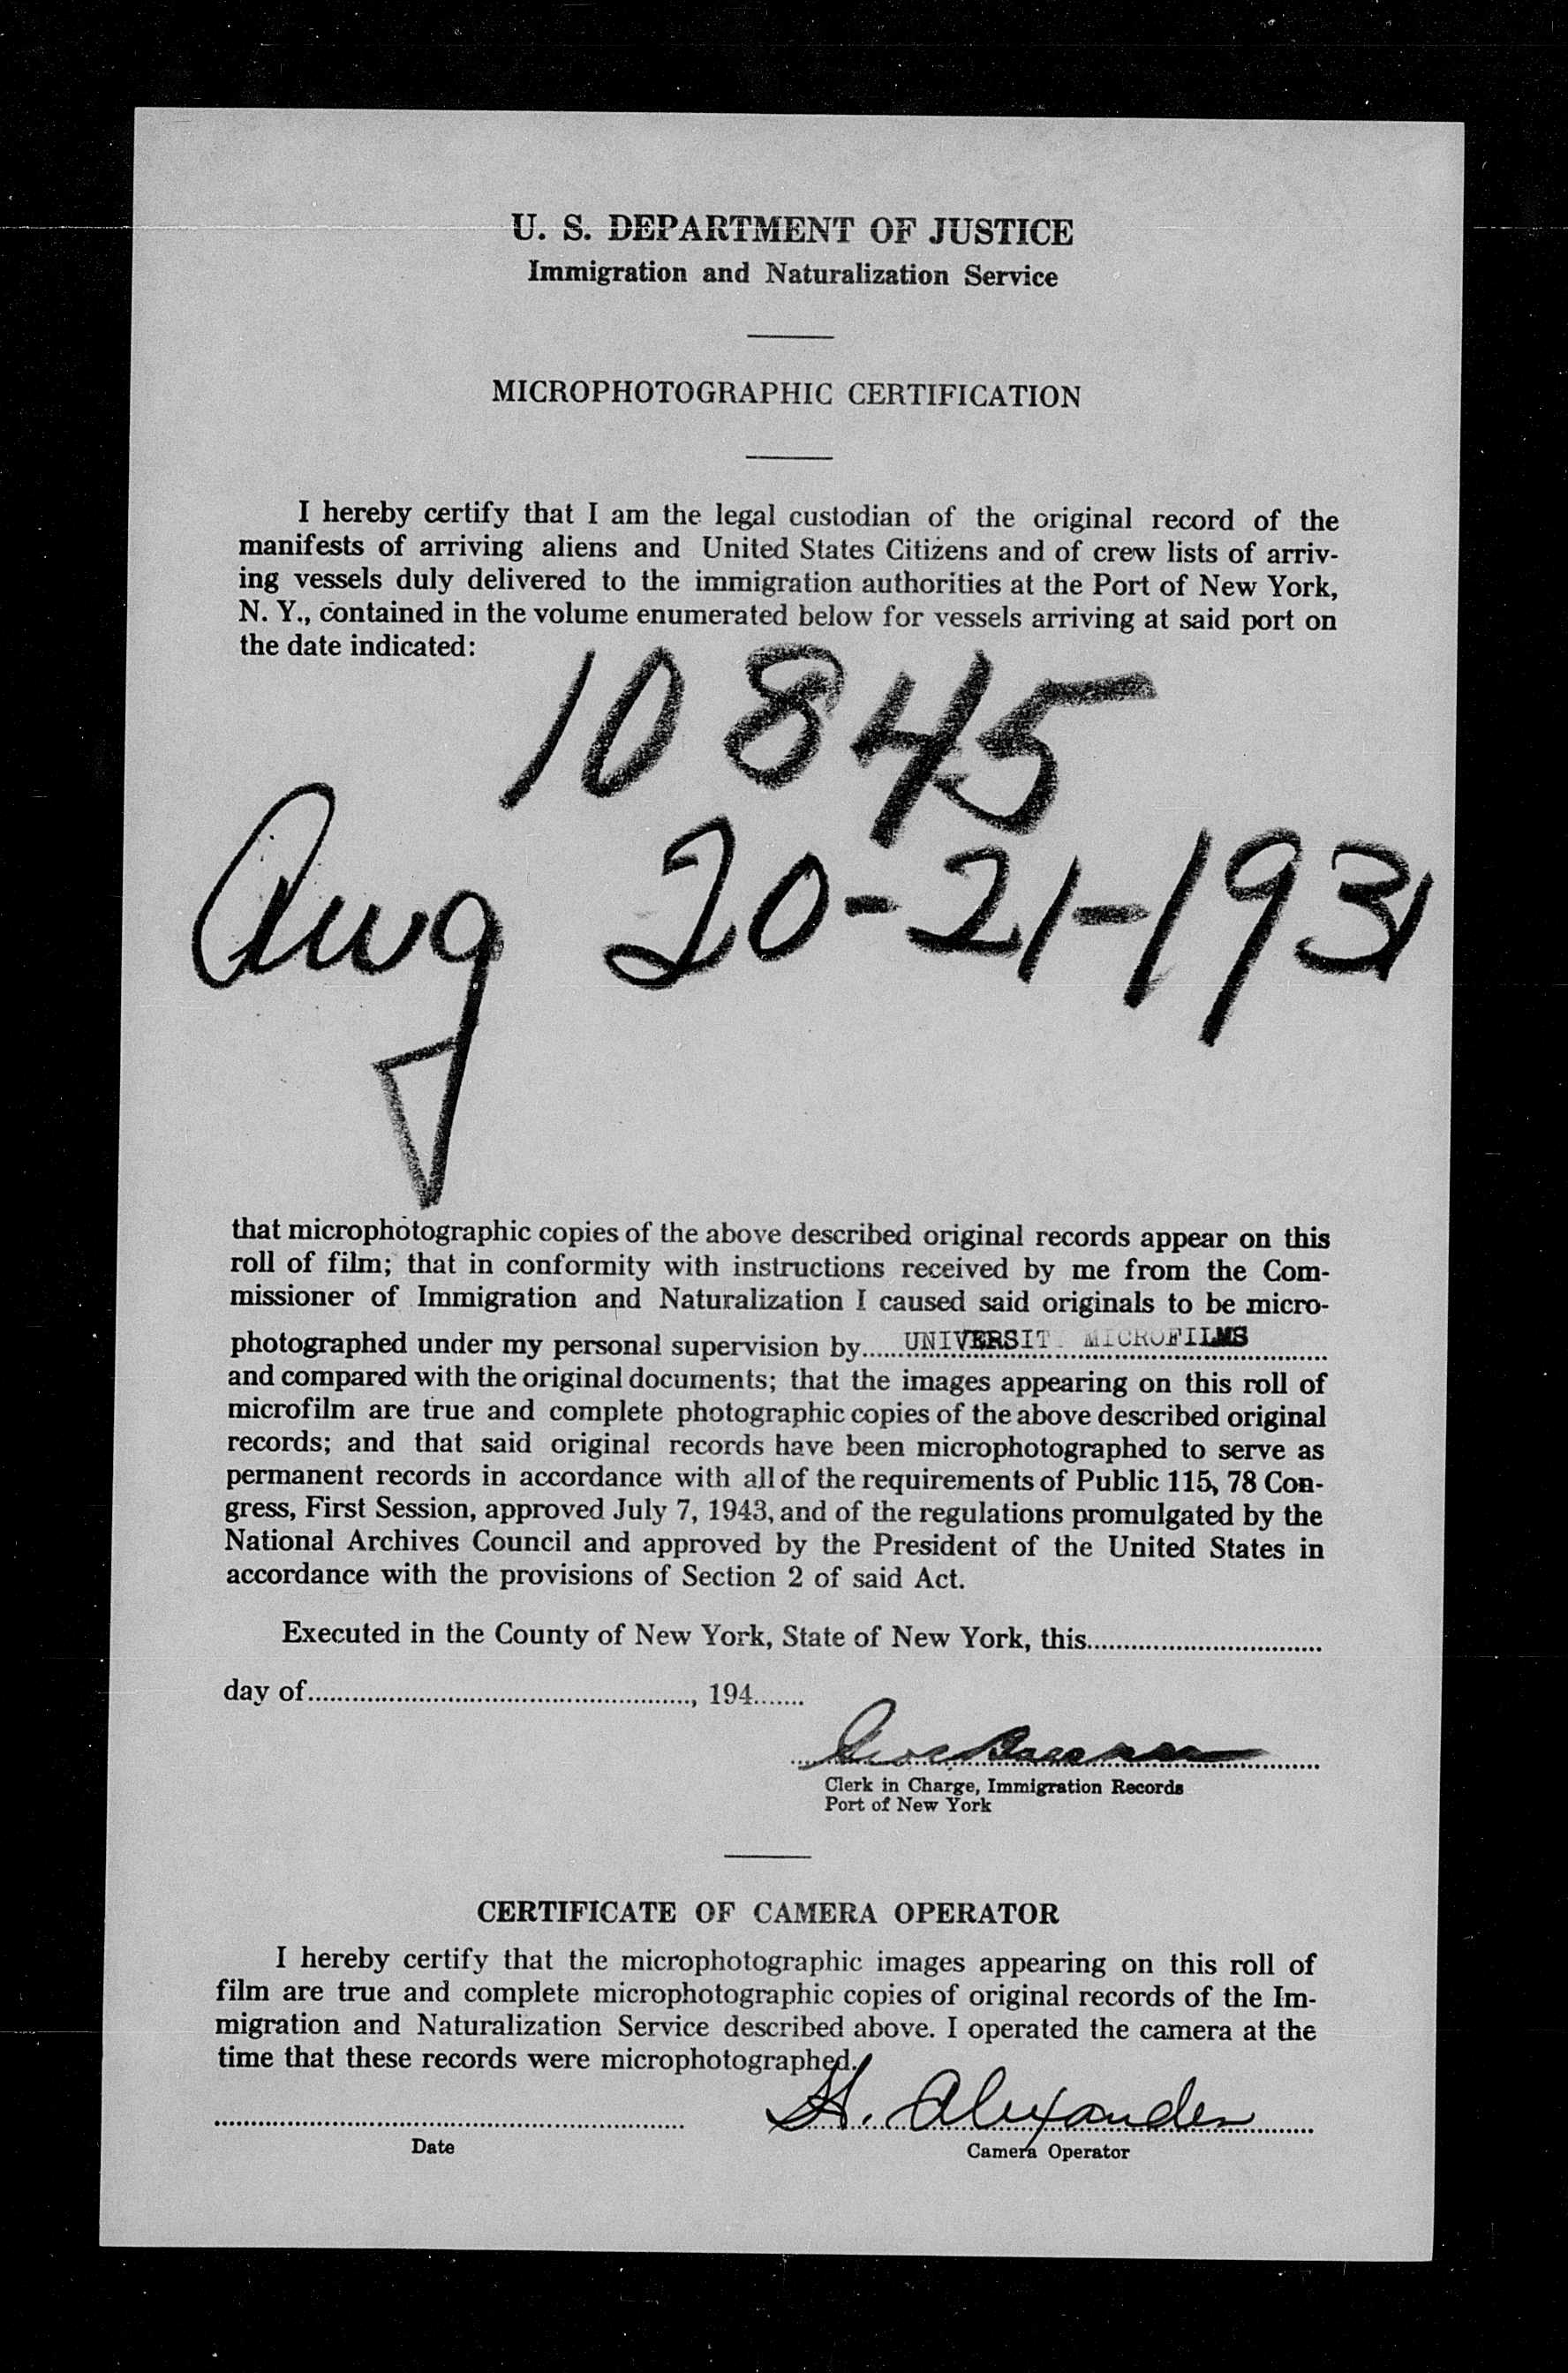 U. S. DEPARTMENT OF JUSTICE
Immigration and Naturalization Service
MICROPHOTOGRAPHIC CERTIFICATION
I hereby certify that I am the legal custodian of the original record of the
manifests of arriving aliens and United States Citizens and of crew lists of arriv-
ing vessels duly delivered to the immigration authorities at the Port of New York,
N. Y., contained in the volume enumerated below for vessels arriving at said port on
the date indicated:
10845
Aug 20-21-1931
that microphotographic copies of the above described original records appear on this
roll of film; that in conformity with instructions received by me from the Com-
missioner of Immigration and Naturalization I caused said originals to be micro-
photographed under my personal supervision by...... UNIVERSIT MICROFILMS
and compared with the original documents; that the images appearing on this roll of
microfilm are true and complete photographic copies of the above described original
records; and that said original records have been microphotographed to serve as
permanent records in accordance with all of the requirements of Public 115, 78 Con-
gress, First Session, approved July 7, 1943, and of the regulations promulgated by the
National Archives Council and approved by the President of the United States in
accordance with the provisions of Section 2 of said Act.
Executed in the County of New York, State of New York, this................................
day of...................................................., 194.......
Clerk in Charge, Immigration Records
Port of New York
CERTIFICATE OF CAMERA OPERATOR
I hereby certify that the microphotographic images appearing on this roll of
film are true and complete microphotographic copies of original records of the Im-
migration and Naturalization Service described above. I operated the camera at the
time that these records were microphotographed.
H. Alexander
Date
Camera Operator